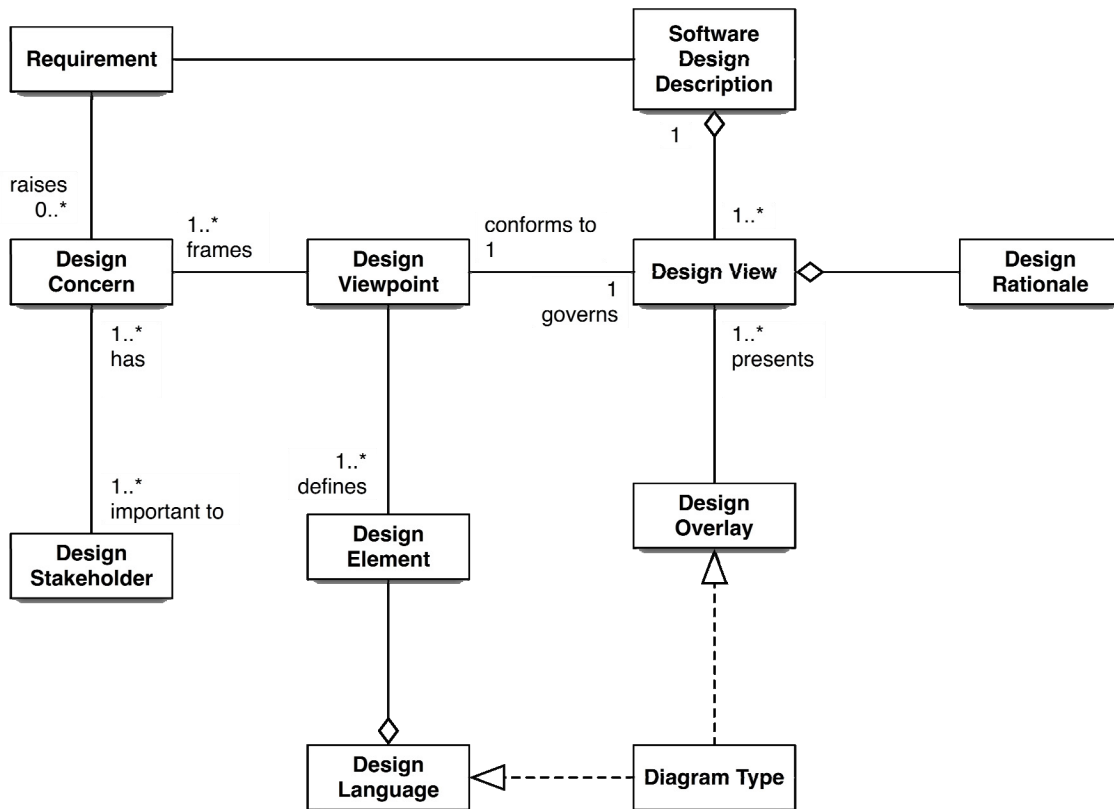 Requirement
Software
Design
Description
1
raises
0..*
1..*
1..*
frames
conforms to
1
Design
Concern
Design
Viewpoint
Design View
Design
Rationale
1
governs
1..*
has
1..*
presents
1..*
important to
1..*
defines
Design
Stakeholder
Design
Element
Design
Overlay
Design
Language
Diagram Type